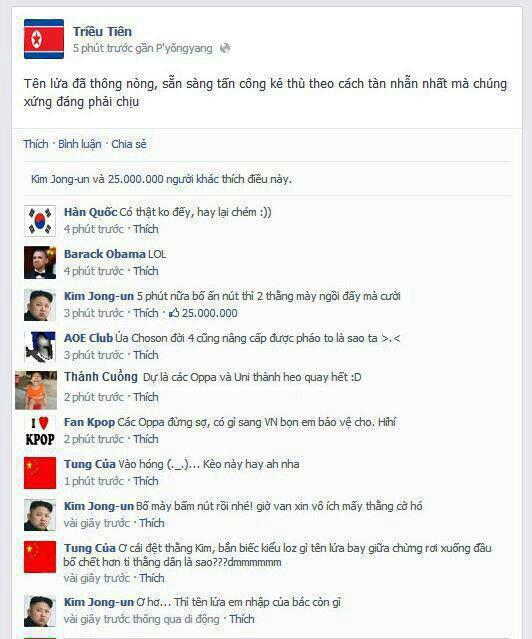 Triều Tiên
5 phút trước gần P'yŏngyang
Tên lửa đã thông nòng, sẵn sàng tấn công kẻ thù theo cách tàn nhẫn nhất mà chúng
xứng đáng phải chịu
Thích · Bình luận · Chia sẻ
Kim Jong-un và 25.000.000 người khác thích điều này.
Hàn Quốc Có thật ko đấy, hay lại chém :))
4 phút trước · Thích
Barack Obama LOL
4 phút trước · Thích
Kim Jong-un 5 phút nữa bố ấn nút thì 2 thằng mày ngồi đấy mà cười
3 phút trước · Thích · 25.000.000
AOE Club Ủa Choson đời 4 cũng nâng cấp được pháo to là sao ta >.<
3 phút trước · Thích
Thánh Cuồng Dự là các Oppa và Uni thành heo quay hết :D
2 phút trước · Thích
I ♥
KPOP
Fan Kpop Các Oppa đừng sợ, có gì sang VN bọn em bảo vệ cho. Hihí
2 phút trước · Thích
Tung Của Vào hóng (._.)... Kèo này hay ah nha
1 phút trước · Thích
Kim Jong-un Bố mày bấm nút rồi nhé! giờ van xin vô ích mấy thằng cờ hó
vài giây trước · Thích
Tung Của Ơ cái đệt thằng Kim, bắn biếc kiểu loz gì tên lửa bay giữa chừng rơi xuống đầu
bố chết hơn tỉ thằng dân là sao???dmmmmmm
vài giây trước · Thích
Kim Jong-un Ơ hơ... Thì tên lửa em nhập của bác còn gì
vài giây trước thông qua di động · Thích